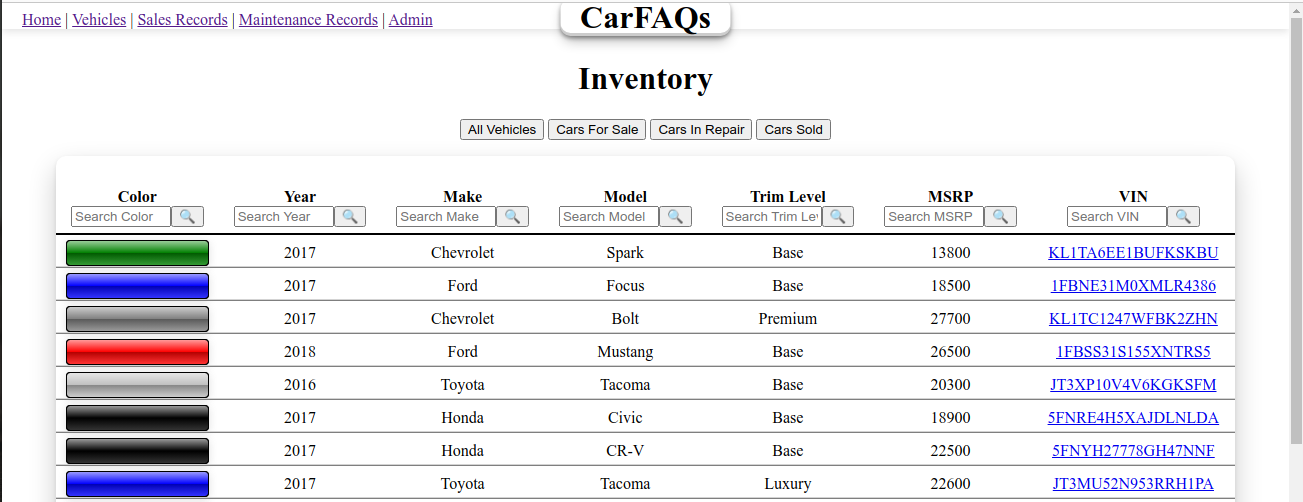 Home | Vehicles | Sales Records | Maintenance Records | Admin
CarFAQs
Inventory
All Vehicles Cars For Sale Cars In Repair Cars Sold
Color Year Make Model Trim Level MSRP VIN
Search Color Search Year Search Make Search Model Search Trim Le Search MSRP Search VIN
2017 Chevrolet Spark Base 13800 KL1TA6EE1BUFKSKBU
2017 Ford Focus Base 18500 1FBNE31M0XMLR4386
2017 Chevrolet Bolt Premium 27700 KL1TC1247WFBK2ZHN
2018 Ford Mustang Base 26500 1FBSS31S155XNTRS5
2016 Toyota Tacoma Base 20300 JT3XP10V4V6KGKSFM
2017 Honda Civic Base 18900 5FNRE4H5XAJDLNLDA
2017 Honda CR-V Base 22500 5FNYH27778GH47NNF
2017 Toyota Tacoma Luxury 22600 JT3MU52N953RRH1PA